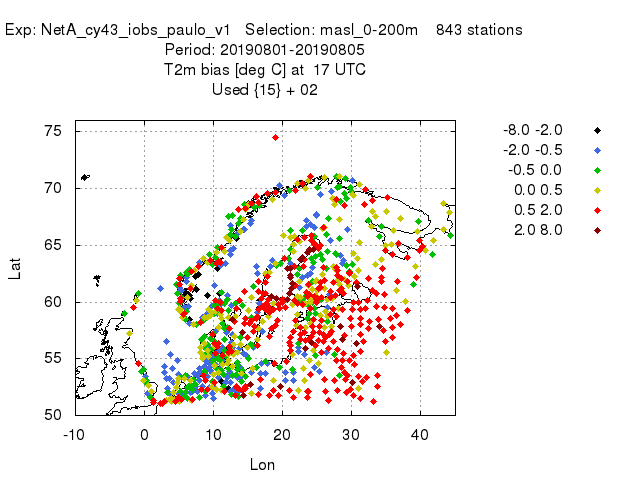 Exp: NetA_cy43_iobs_paulo_v1 Selection: masl_0-200m 843 stations
Period: 20190801-20190805
T2m bias [deg C] at 17 UTC
Used {15} + 02
75
70
65
60
55
50
Lat
-10 0 10 20 30 40
Lon
-8.0 -2.0
-2.0 -0.5
-0.5 0.0
0.0 0.5
0.5 2.0
2.0 8.0